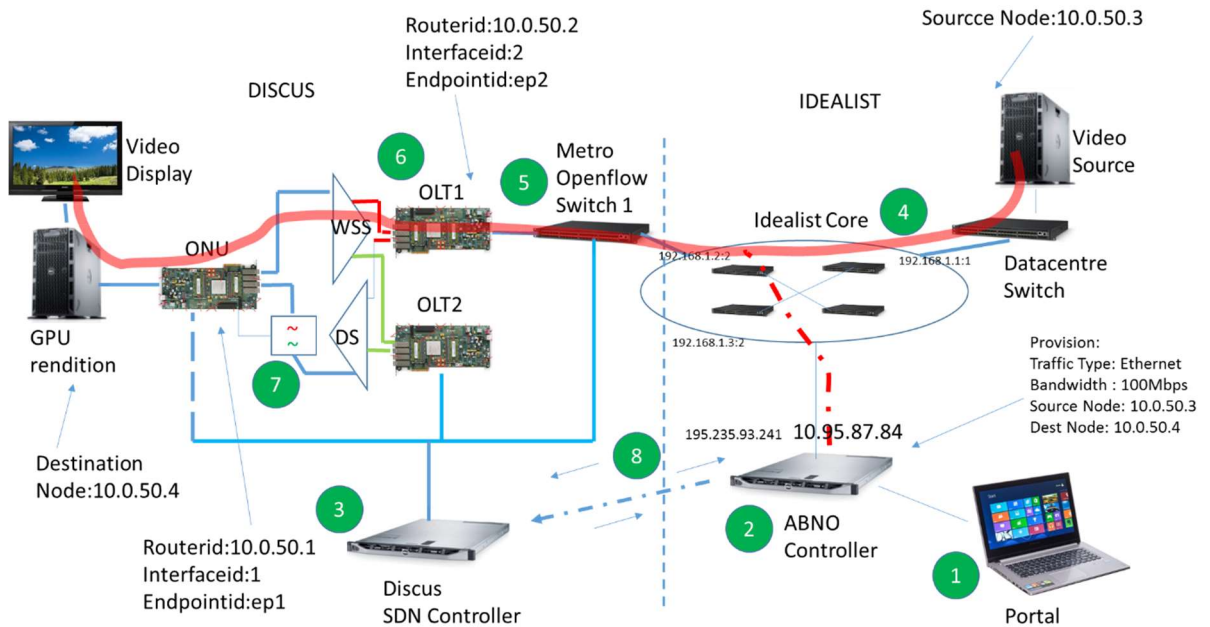 Routerid:10.0.50.2
Interfaceid:2
Endpointid:ep2
Sourcce Node:10.0.50.3
DISCUS
IDEALIST
Video
Display
6
OLT1
5
Metro
Openflow
Switch 1
4
Video
Source
WSS
Idealist Core
ONU
192.168.1.2:2
192.168.1.1:1
Datacentre
Switch
OLT2
GPU
rendition
~
~
DS
7
192.168.1.3:2
Provision:
Traffic Type: Ethernet
Bandwidth : 100Mbps
Source Node: 10.0.50.3
Dest Node: 10.0.50.4
195.235.93.241
10.95.87.84
Destination
Node:10.0.50.4
8
3
2
ABNO
Controller
1
Routerid:10.0.50.1
Interfaceid:1
Endpointid:ep1
Discus
SDN Controller
Portal